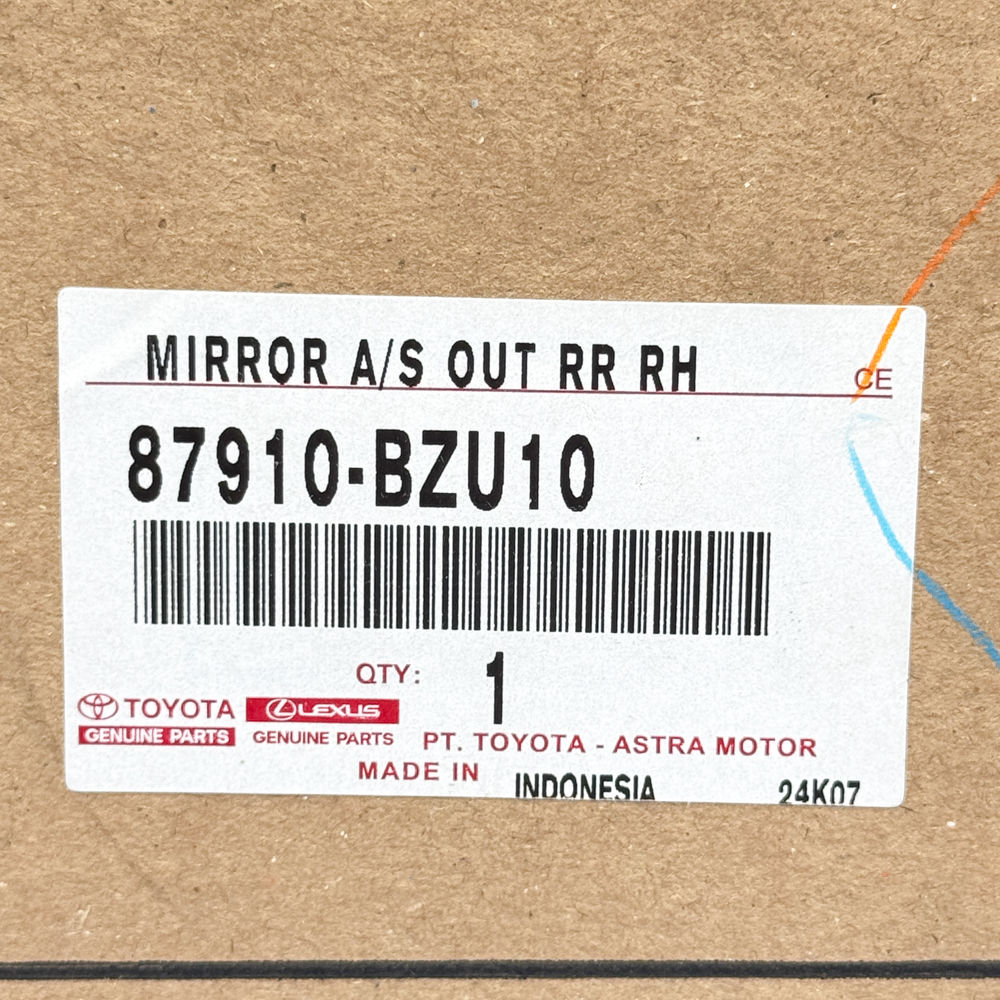 MIRROR A/S OUT RR RH
CE
87910-BZU10
QTY: 1
TOYOTA
GENUINE PARTS
LEXUS
GENUINE PARTS
PT. TOYOTA - ASTRA MOTOR
MADE IN INDONESIA
24K07